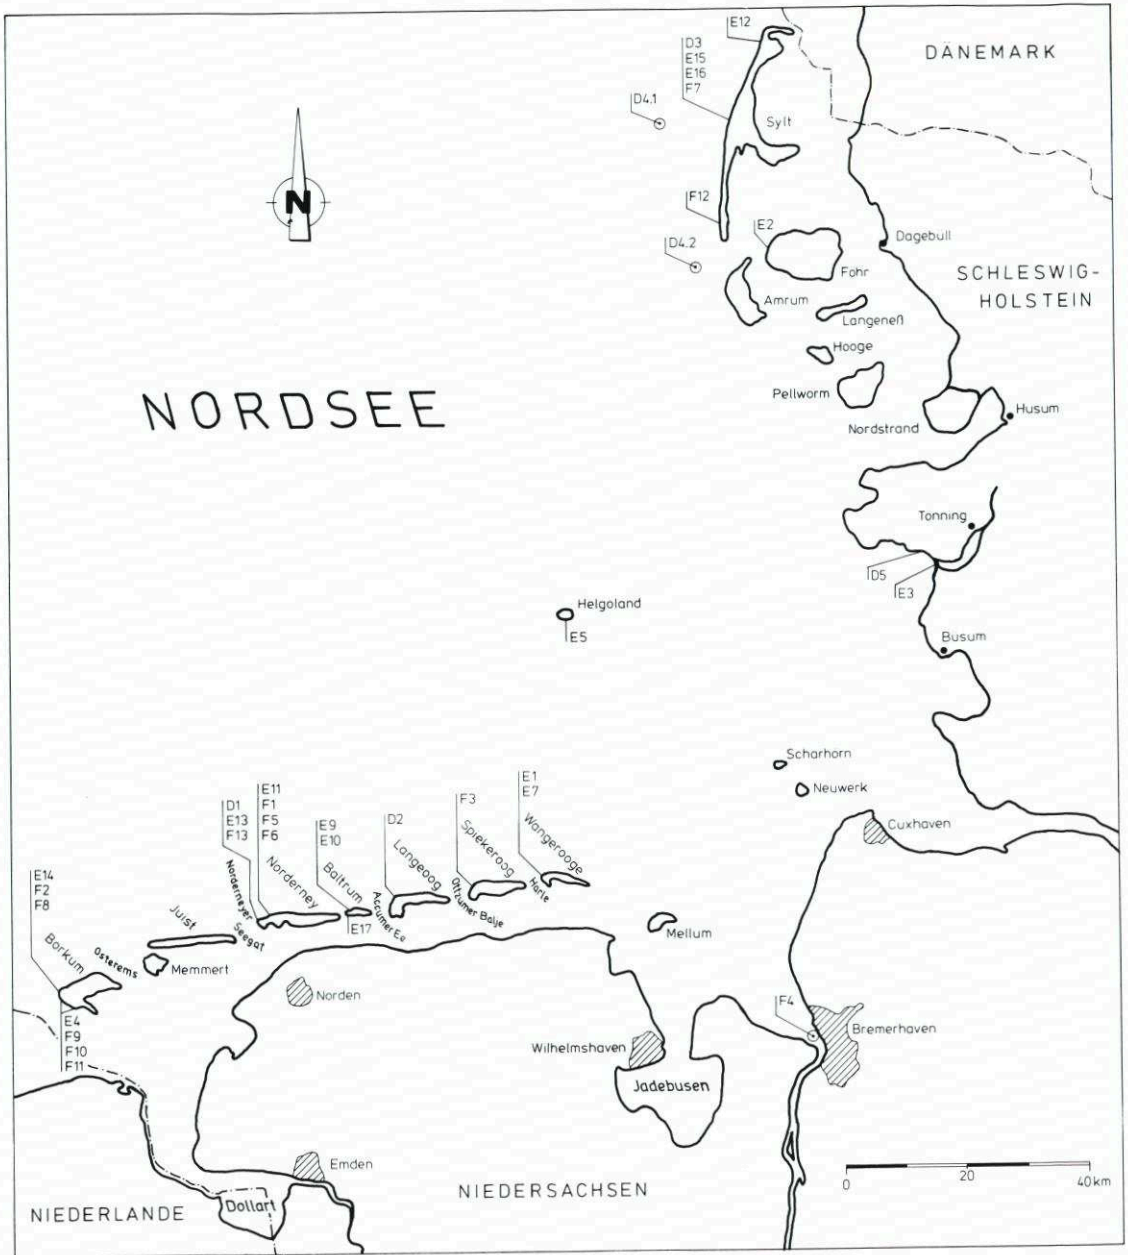 E12
D3
E15
E16
F7
DÄNEMARK
D4.1
Sylt
N
F12
E2
D4.2
Dagebüll
Föhr
SCHLESWIG-
HOLSTEIN
Amrum
Langeneß
Hooge
NORDSEE
Pellworm
Nordstrand
Husum
Tonning
D5
E3
Helgoland
E5
Busum
Scharhorn
Neuwerk
Cuxhaven
E1
E7
F3
D2
E9
E10
E11
F1
F5
F6
D1
E13
F13
E14
F2
F8
Wangerooge
Harle
Spiekeroog
Ottzumer Balje
Langeoog
Accumer Ee
Baltrum
E17
Norderney
Norderneyer
Seegat
Juist
Memmert
Osterems
Borkum
E4
F9
F10
F11
Mellum
Norden
Wilhelmshaven
Jadebusen
F4
Bremerhaven
Emden
Dollart
NIEDERLANDE
NIEDERSACHSEN
0 20 40km